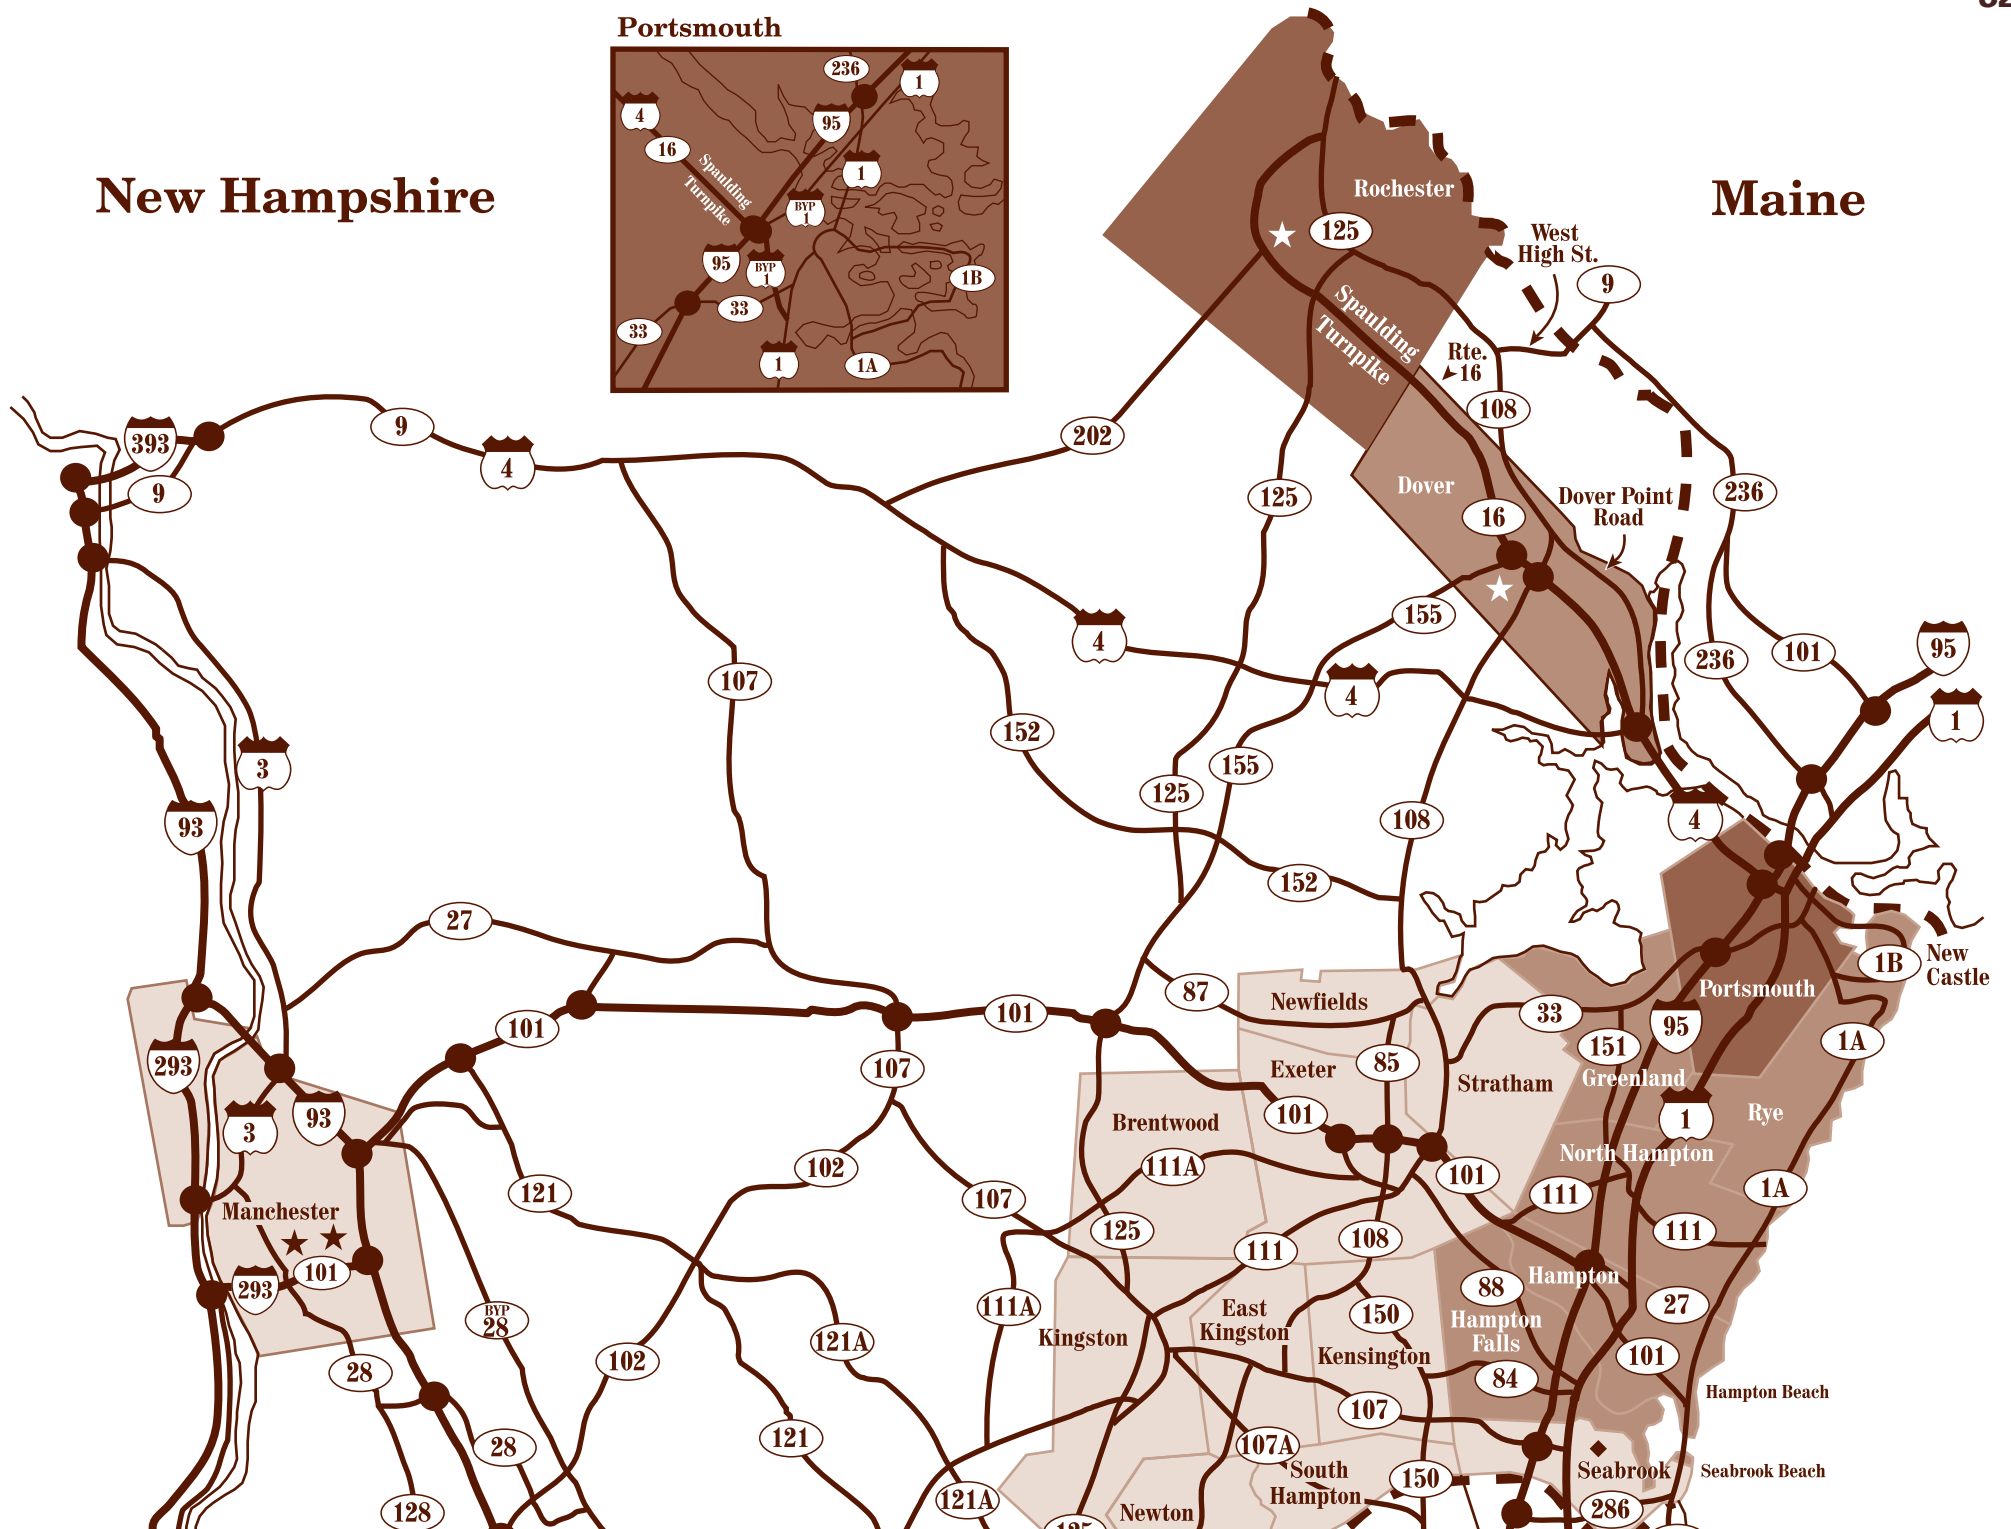 Portsmouth
236
1
4
95
16
Spaulding
Turnpike
1
BYP
1
95
BYP
1
1B
33
33
1
1A
New Hampshire
Maine
Rochester
125
West
High St.
9
Spaulding
Turnpike
Rte.
16
108
393
9
4
202
9
Dover
125
16
Dover Point
Road
236
155
4
107
4
236
101
95
1
152
3
155
125
93
108
4
152
27
1B
New
Castle
87
Newfields
Portsmouth
101
101
33
95
151
1A
293
107
Exeter
85
Stratham
Greenland
3
93
101
Brentwood
1
Rye
102
111A
North Hampton
101
121
107
111
1A
Manchester
125
111
108
111
293
101
Hampton
88
111A
27
BYP
28
East
Kingston
150
Hampton
Falls
121A
Kingston
Kensington
101
102
28
84
Hampton Beach
107
121
107A
28
South
Hampton
150
Seabrook
Seabrook Beach
121A
128
Newton
286
125